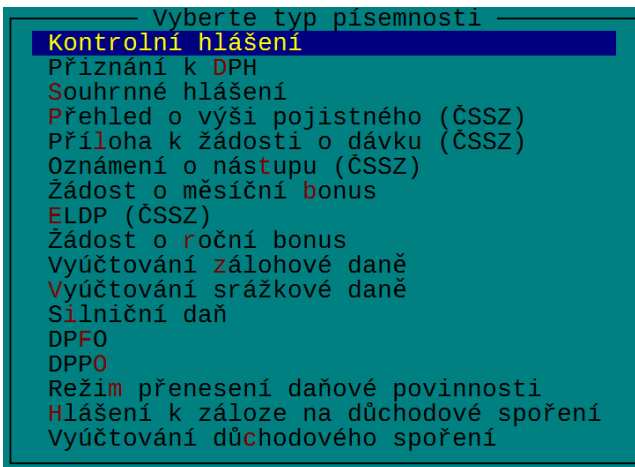 Vyberte typ písemnosti
Kontrolní hlášení
Přiznání k DPH
Souhrnné hlášení
Přehled o výši pojistného (ČSSZ)
Příloha k žádosti o dávku (ČSSZ)
Oznámení o nástupu (ČSSZ)
Žádost o měsíční bonus
ELDP (ČSSZ)
Žádost o roční bonus
Vyúčtování zálohové daně
Vyúčtování srážkové daně
Silniční daň
DPFO
DPPO
Režim přenesení daňové povinnosti
Hlášení k záloze na důchodové spoření
Vyúčtování důchodového spoření